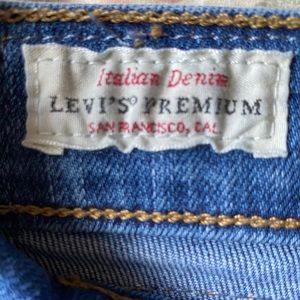 Italian Denim
LEVI'S® PREMIUM
SAN FRANCISCO, CAL